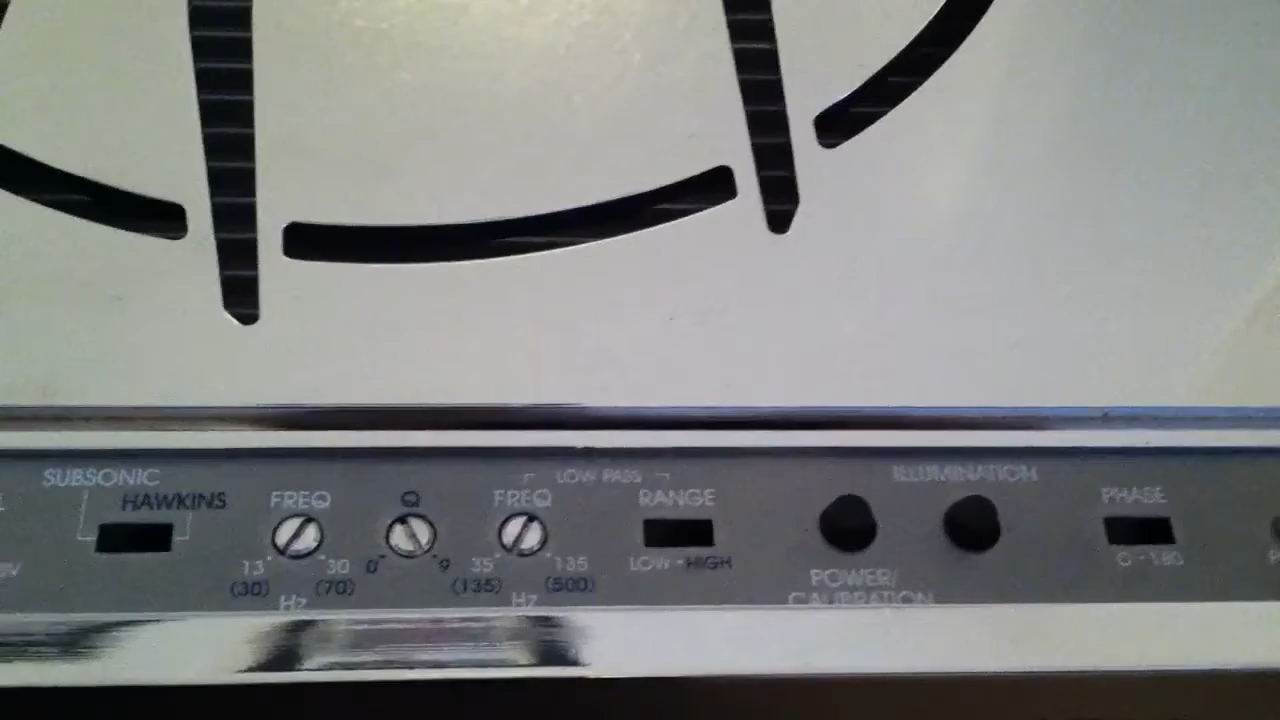 SUBSONIC
HAWKINS
FREQ
13 30
(30) (70)
Hz
Q
0 9
LOW PASS
FREQ
35 135
(135) (500)
Hz
RANGE
LOW - HIGH
ILLUMINATION
POWER/
CALIBRATION
PHASE
0 - 180